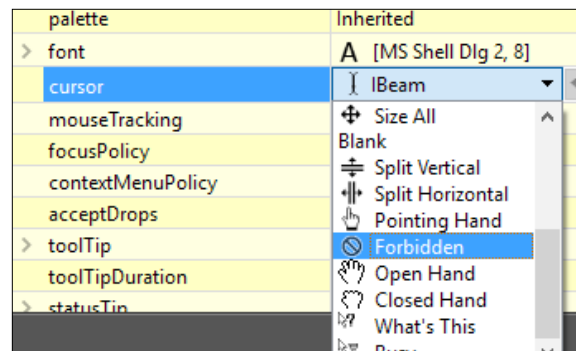 palette Inherited
font A [MS Shell Dlg 2, 8]
cursor IBeam
mouseTracking
focusPolicy
contextMenuPolicy
acceptDrops
toolTip
toolTipDuration
statusTip
Size All
Blank
Split Vertical
Split Horizontal
Pointing Hand
Forbidden
Open Hand
Closed Hand
What's This
Busy